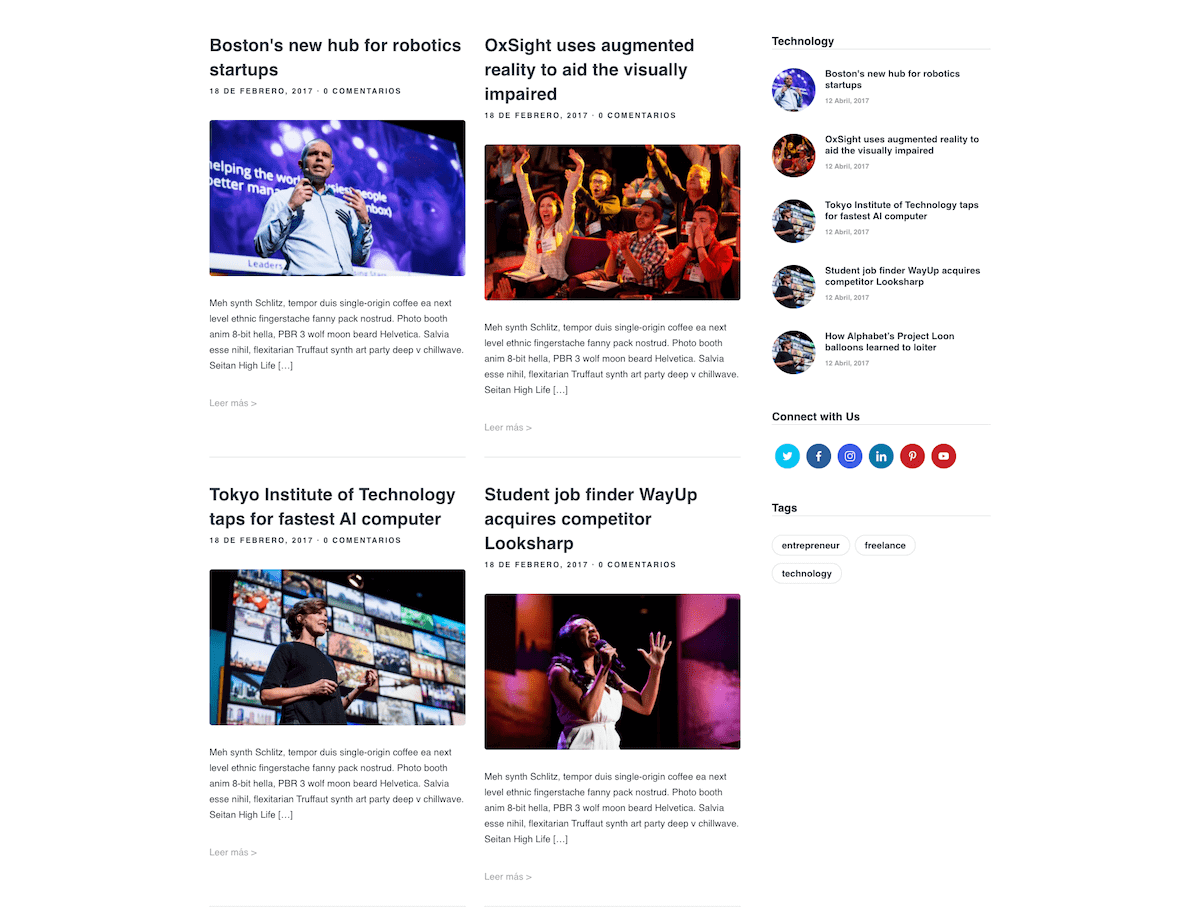 Boston's new hub for robotics
startups
18 DE FEBRERO, 2017 · 0 COMENTARIOS
helping the world's busiest people
better mana
inbox)
Leaders
Meh synth Schlitz, tempor duis single-origin coffee ea next
level ethnic fingerstache fanny pack nostrud. Photo booth
anim 8-bit hella, PBR 3 wolf moon beard Helvetica. Salvia
esse nihil, flexitarian Truffaut synth art party deep v chillwave.
Seitan High Life […]
Leer más >
OxSight uses augmented
reality to aid the visually
impaired
18 DE FEBRERO, 2017 · 0 COMENTARIOS
Meh synth Schlitz, tempor duis single-origin coffee ea next
level ethnic fingerstache fanny pack nostrud. Photo booth
anim 8-bit hella, PBR 3 wolf moon beard Helvetica. Salvia
esse nihil, flexitarian Truffaut synth art party deep v chillwave.
Seitan High Life […]
Leer más >
Tokyo Institute of Technology
taps for fastest AI computer
18 DE FEBRERO, 2017 · 0 COMENTARIOS
Meh synth Schlitz, tempor duis single-origin coffee ea next
level ethnic fingerstache fanny pack nostrud. Photo booth
anim 8-bit hella, PBR 3 wolf moon beard Helvetica. Salvia
esse nihil, flexitarian Truffaut synth art party deep v chillwave.
Seitan High Life […]
Leer más >
Student job finder WayUp
acquires competitor
Looksharp
18 DE FEBRERO, 2017 · 0 COMENTARIOS
Meh synth Schlitz, tempor duis single-origin coffee ea next
level ethnic fingerstache fanny pack nostrud. Photo booth
anim 8-bit hella, PBR 3 wolf moon beard Helvetica. Salvia
esse nihil, flexitarian Truffaut synth art party deep v chillwave.
Seitan High Life […]
Leer más >
Technology
Boston's new hub for robotics
startups
12 Abril, 2017
OxSight uses augmented reality to
aid the visually impaired
12 Abril, 2017
Tokyo Institute of Technology taps
for fastest AI computer
12 Abril, 2017
Student job finder WayUp acquires
competitor Looksharp
12 Abril, 2017
How Alphabet's Project Loon
balloons learned to loiter
12 Abril, 2017
Connect with Us
Tags
entrepreneur
freelance
technology